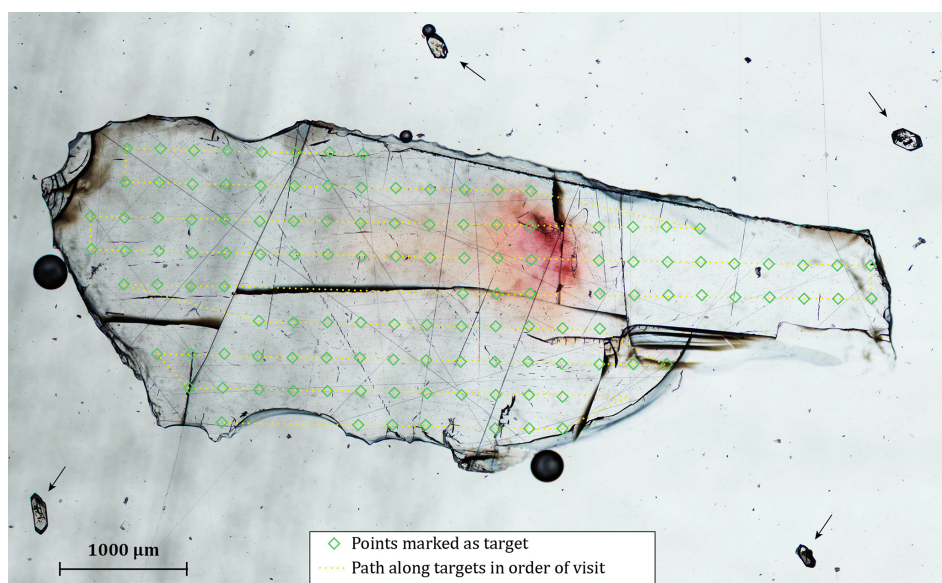 1000 µm
Points marked as target
Path along targets in order of visit